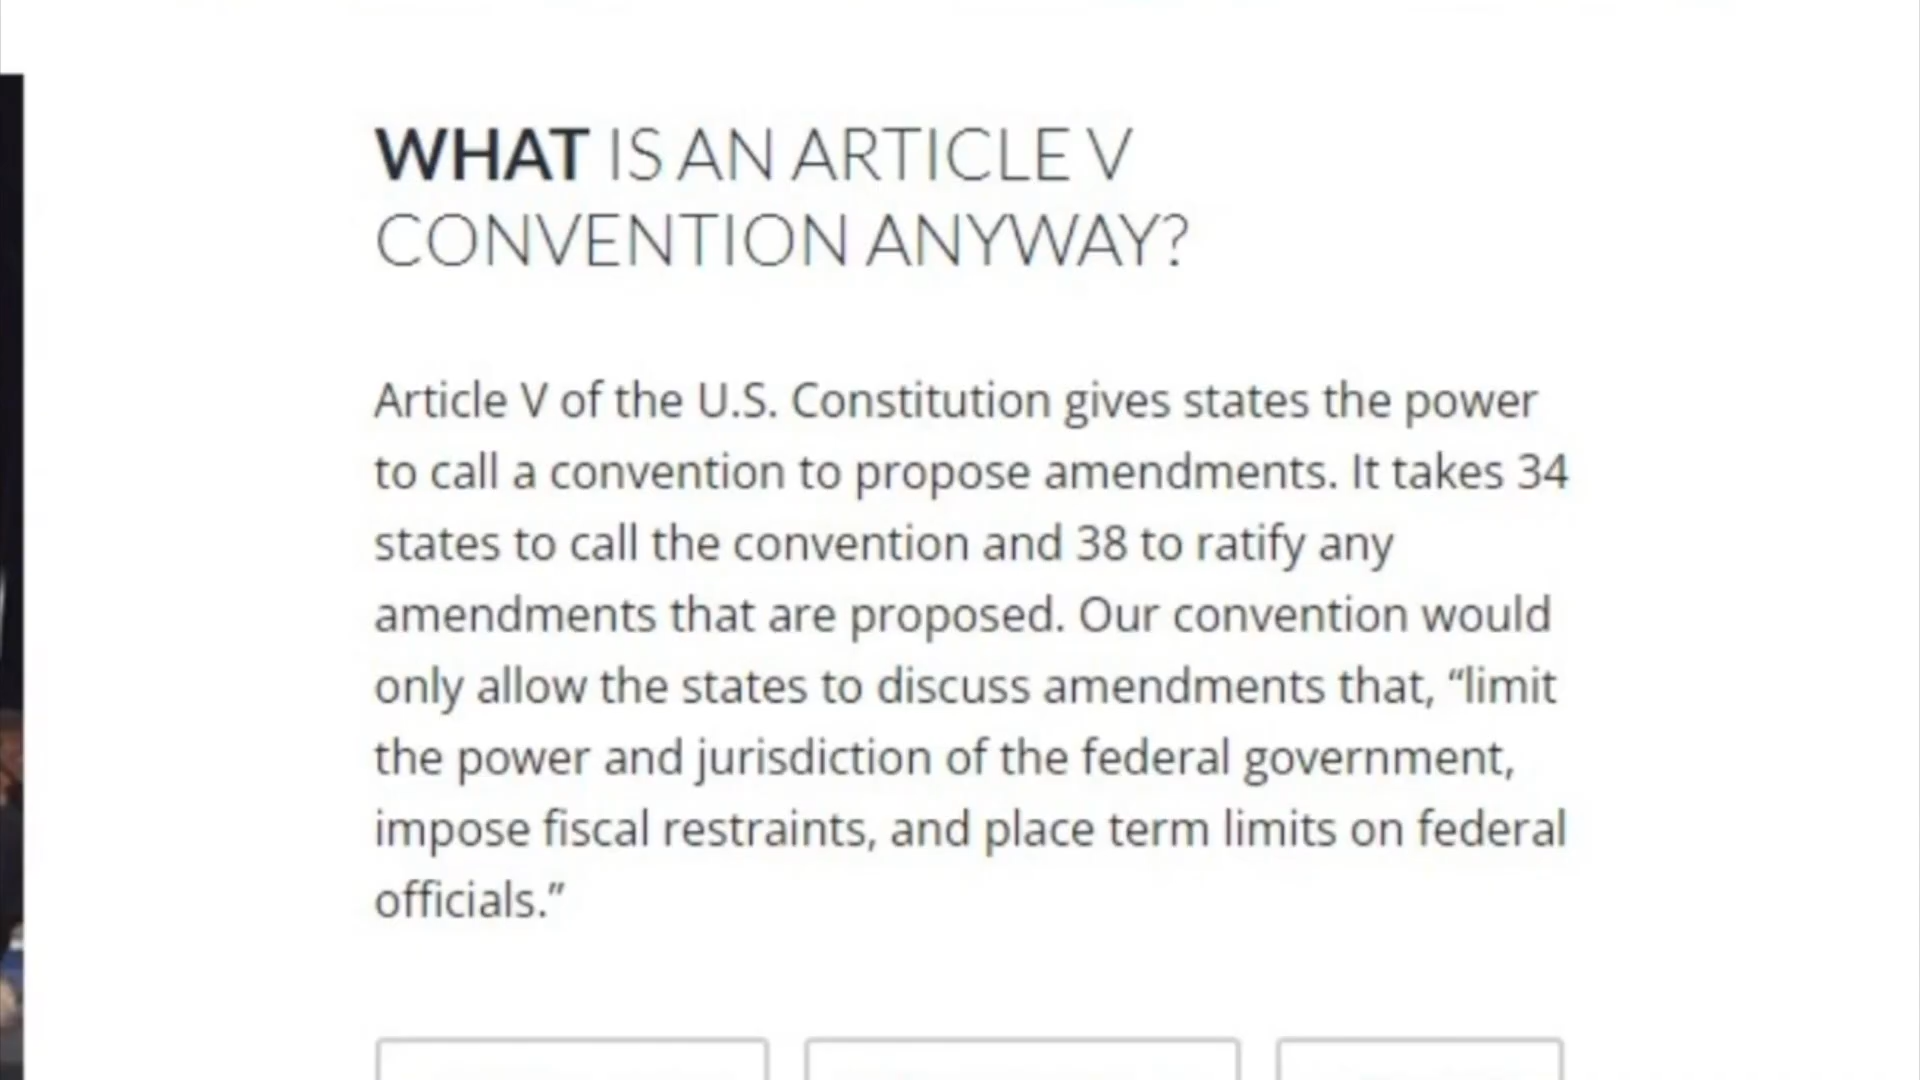 WHAT IS AN ARTICLE V
CONVENTION ANYWAY?
Article V of the U.S. Constitution gives states the power
to call a convention to propose amendments. It takes 34
states to call the convention and 38 to ratify any
amendments that are proposed. Our convention would
only allow the states to discuss amendments that, “limit
the power and jurisdiction of the federal government,
impose fiscal restraints, and place term limits on federal
officials.”